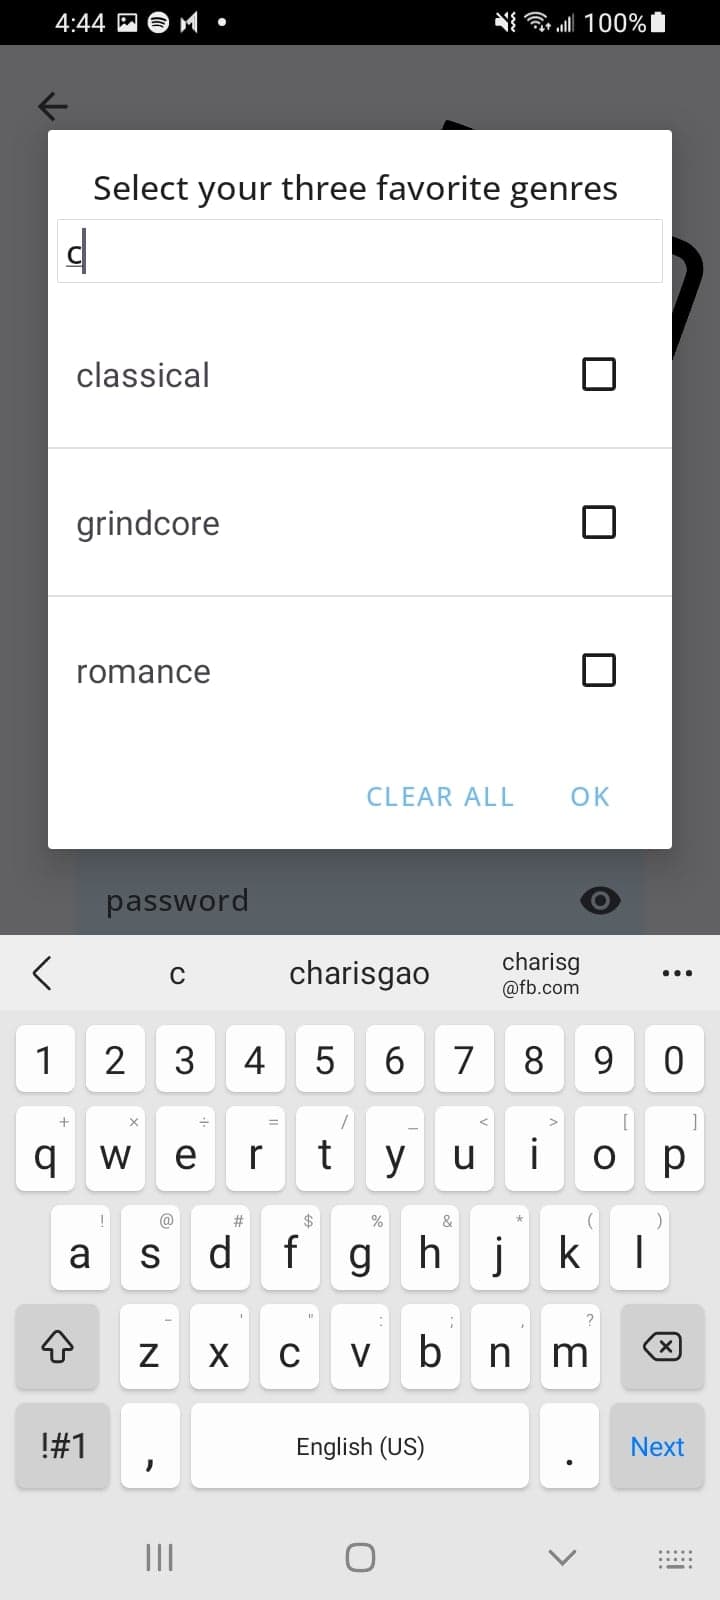 4:44 100%
Select your three favorite genres
c
classical
grindcore
romance
CLEAR ALL OK
password
c charisgao charisg
@fb.com
1 2 3 4 5 6 7 8 9 0
+ × ÷ = / _ < > [ ]
q w e r t y u i o p
! @ # $ % & * ( )
a s d f g h j k l
- ' " : ; , ?
z x c v b n m
!#1 , English (US) . Next